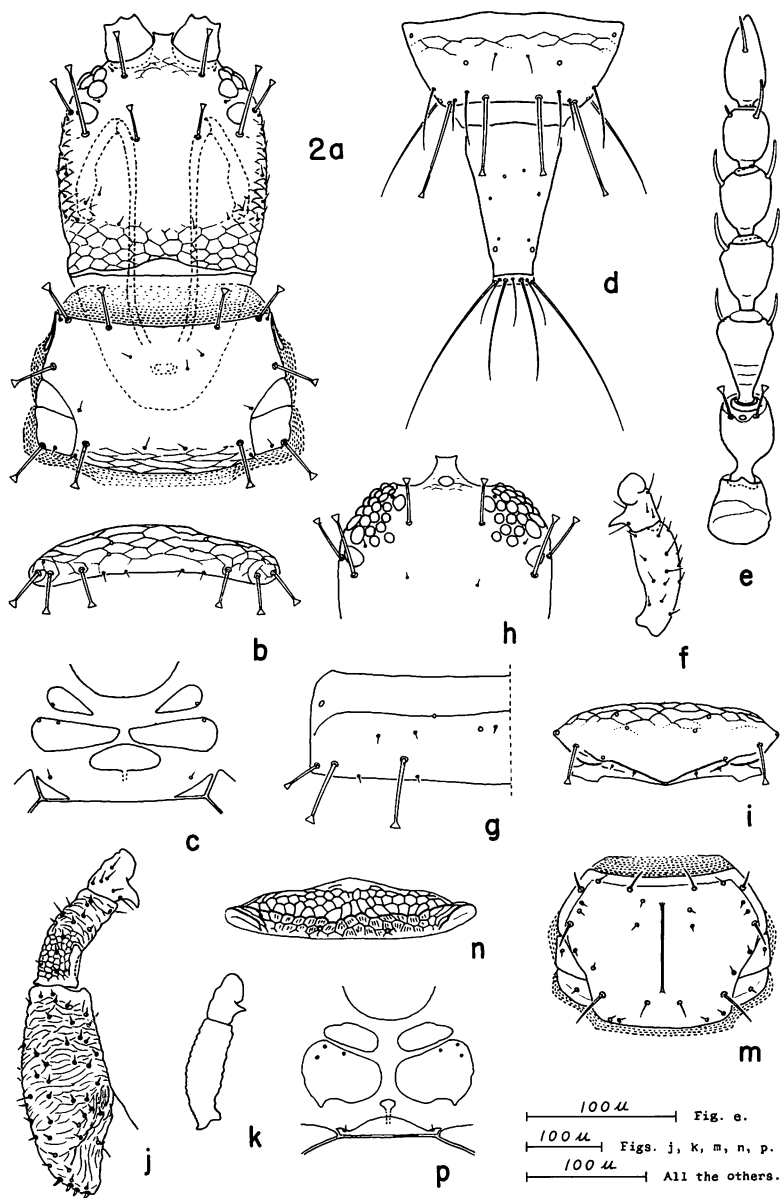 2a
d
e
b
h
f
c
g
i
n
m
j
k
p
100 u Fig. e.
100 u Figs. j, k, m, n, p.
100 u All the others.